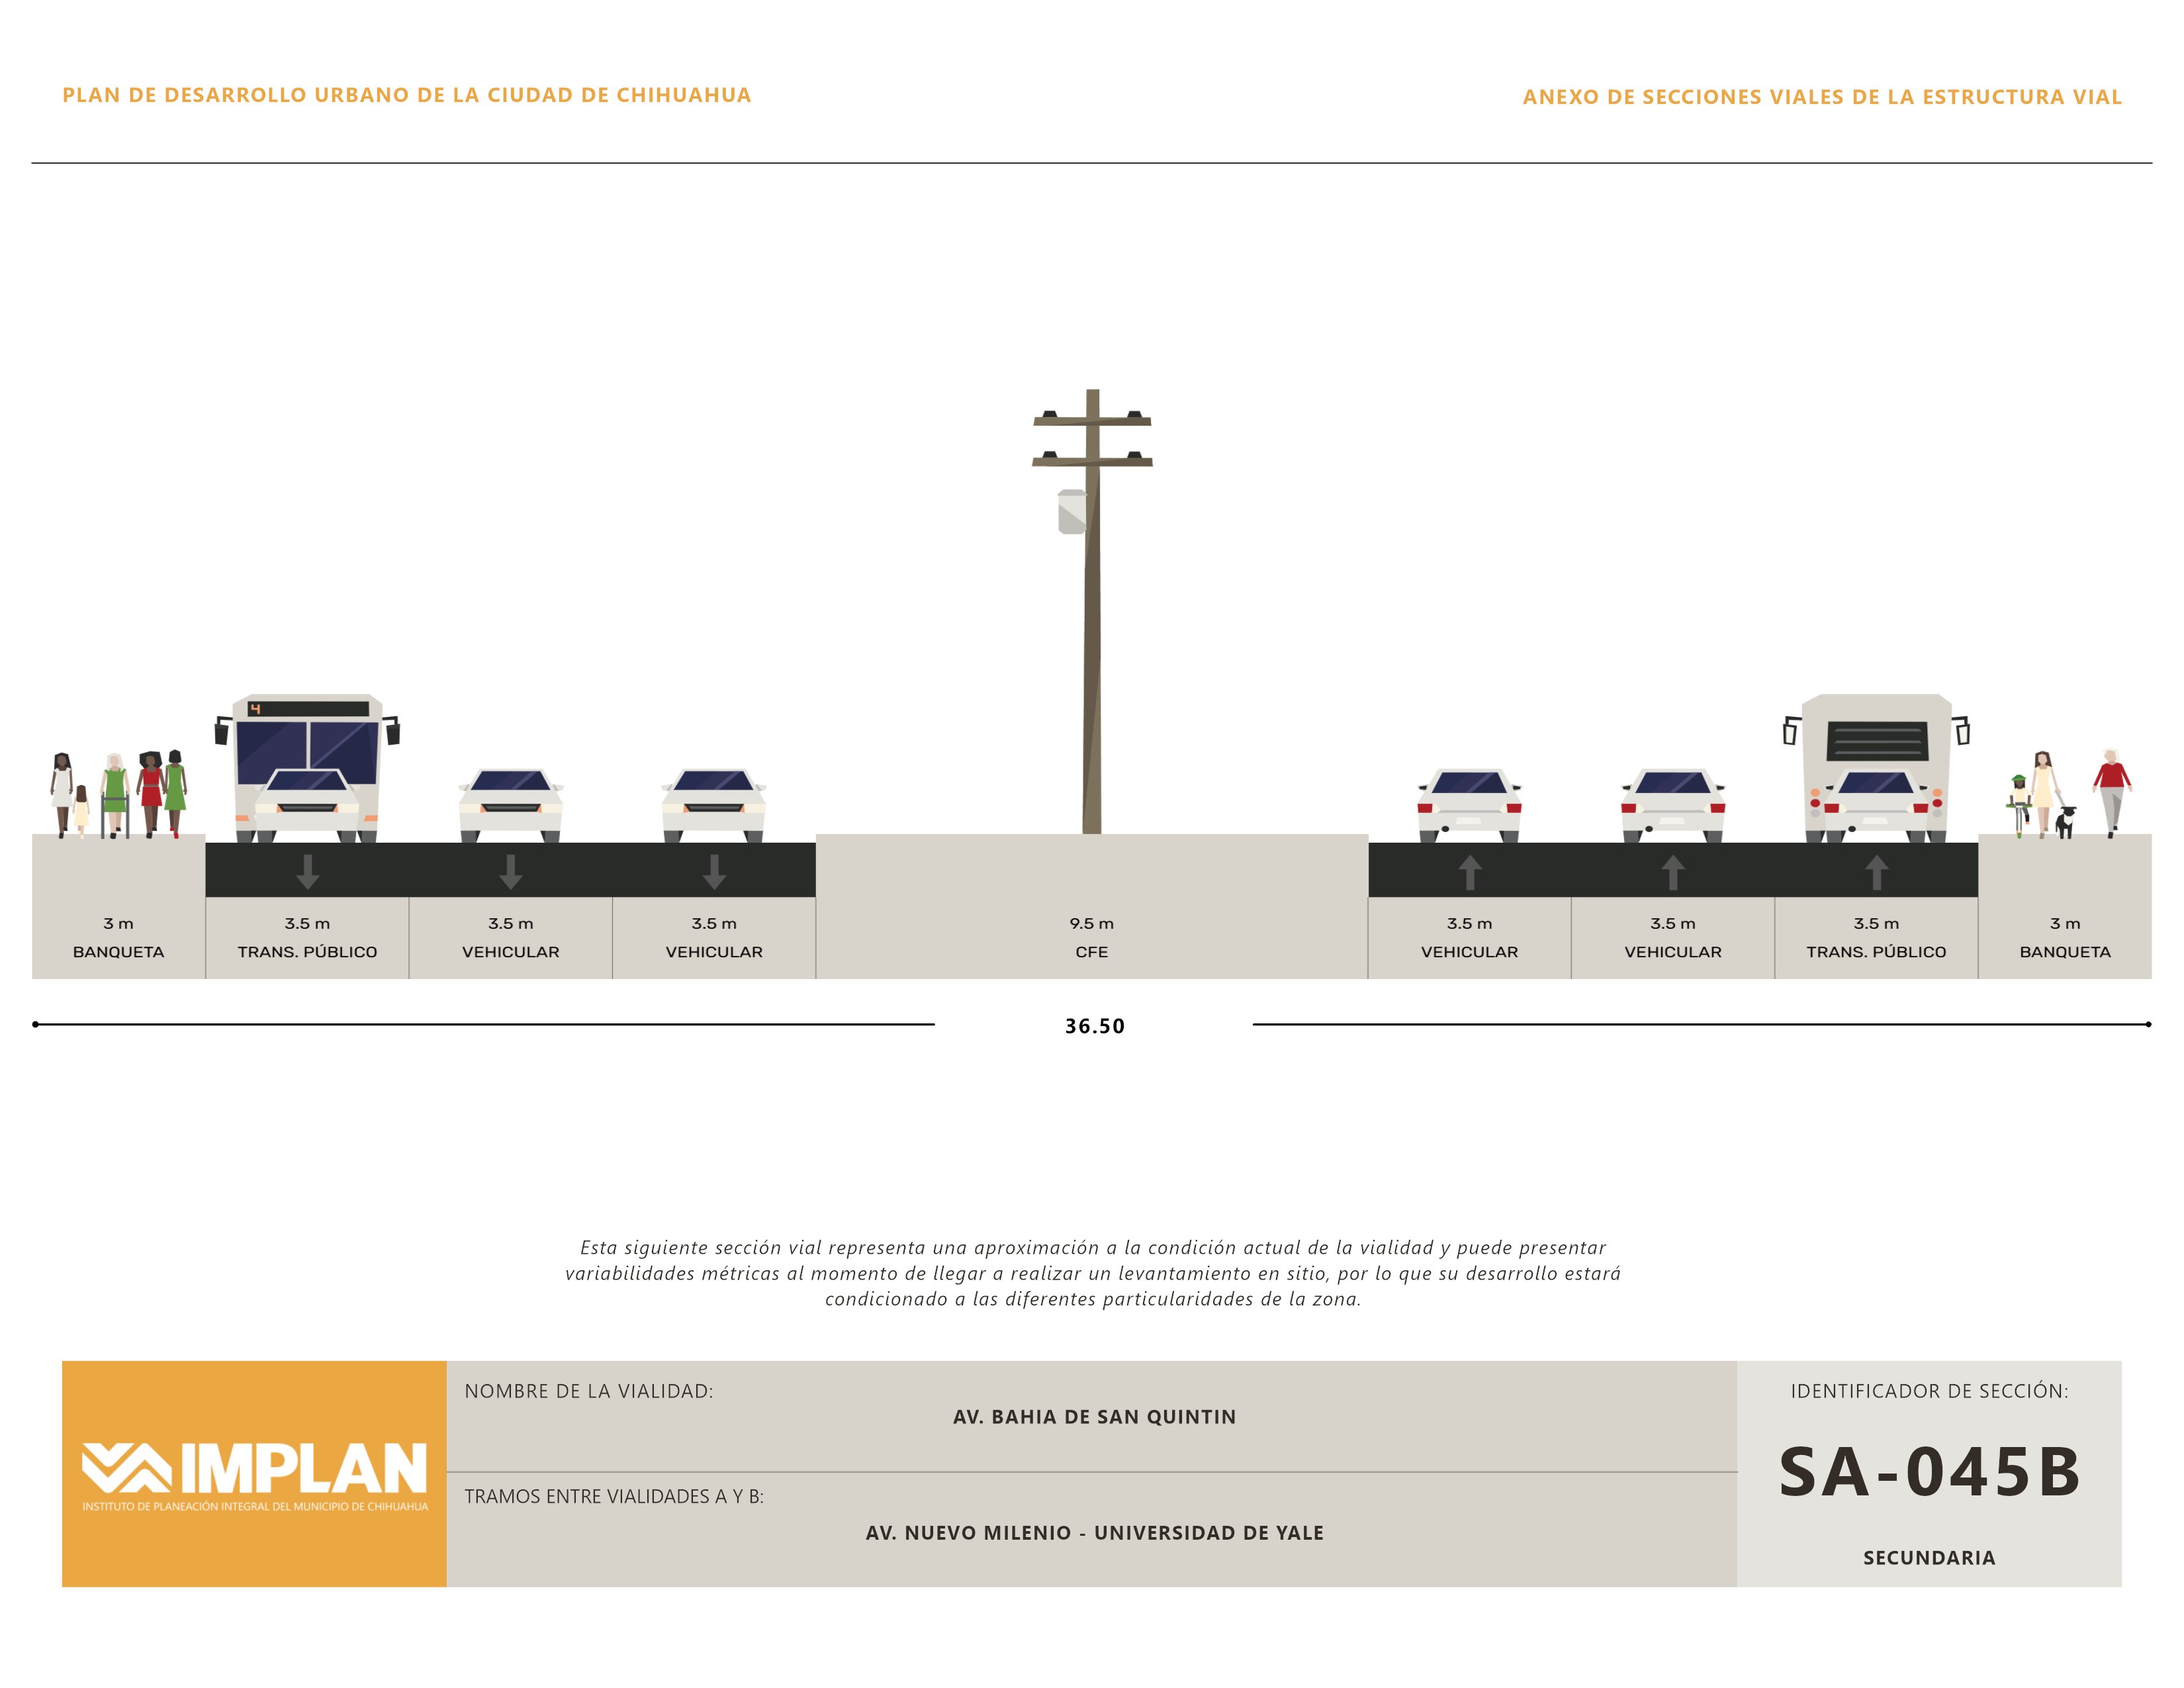 PLAN DE DESARROLLO URBANO DE LA CIUDAD DE CHIHUAHUA
ANEXO DE SECCIONES VIALES DE LA ESTRUCTURA VIAL
4
3 m
BANQUETA
3.5 m
TRANS. PÚBLICO
3.5 m
VEHICULAR
3.5 m
VEHICULAR
9.5 m
CFE
3.5 m
VEHICULAR
3.5 m
VEHICULAR
3.5 m
TRANS. PÚBLICO
3 m
BANQUETA
36.50
Esta siguiente sección vial representa una aproximación a la condición actual de la vialidad y puede presentar
variabilidades métricas al momento de llegar a realizar un levantamiento en sitio, por lo que su desarrollo estará
condicionado a las diferentes particularidades de la zona.
IMPLAN
INSTITUTO DE PLANEACIÓN INTEGRAL DEL MUNICIPIO DE CHIHUAHUA
NOMBRE DE LA VIALIDAD:
AV. BAHIA DE SAN QUINTIN
TRAMOS ENTRE VIALIDADES A Y B:
AV. NUEVO MILENIO - UNIVERSIDAD DE YALE
IDENTIFICADOR DE SECCIÓN:
SA-045B
SECUNDARIA